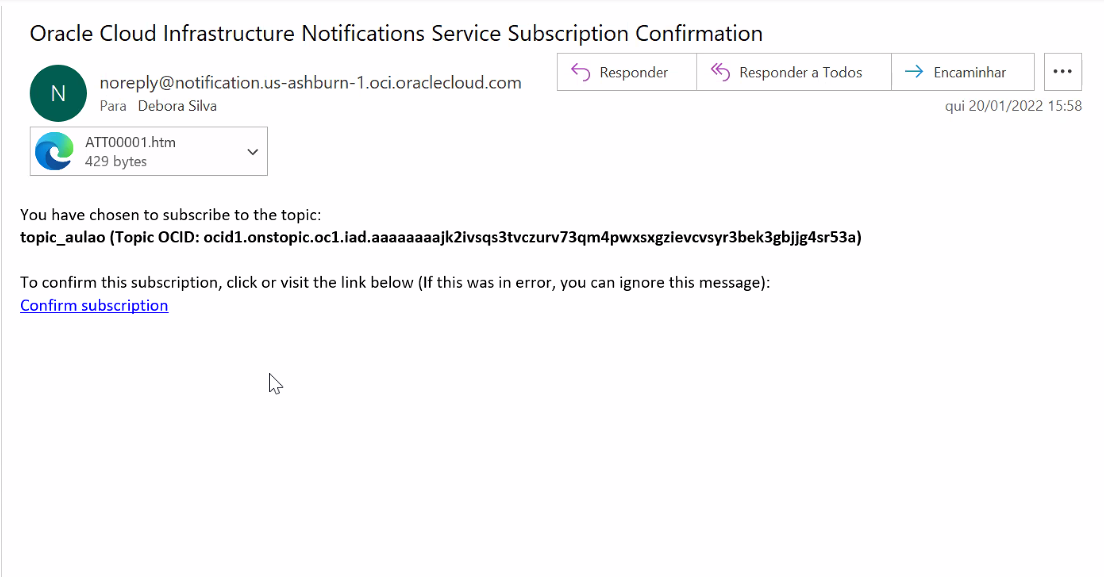 Oracle Cloud Infrastructure Notifications Service Subscription Confirmation
N
noreply@notification.us-ashburn-1.oci.oraclecloud.com
Para Debora Silva
Responder
Responder a Todos
Encaminhar
qui 20/01/2022 15:58
ATT00001.htm
429 bytes
You have chosen to subscribe to the topic:
topic_aulao (Topic OCID: ocid1.onstopic.oc1.iad.aaaaaaaajk2ivsqs3tvczurv73qm4pwxsxgzievcvsyr3bek3gbjjg4sr53a)
To confirm this subscription, click or visit the link below (If this was in error, you can ignore this message):
Confirm subscription